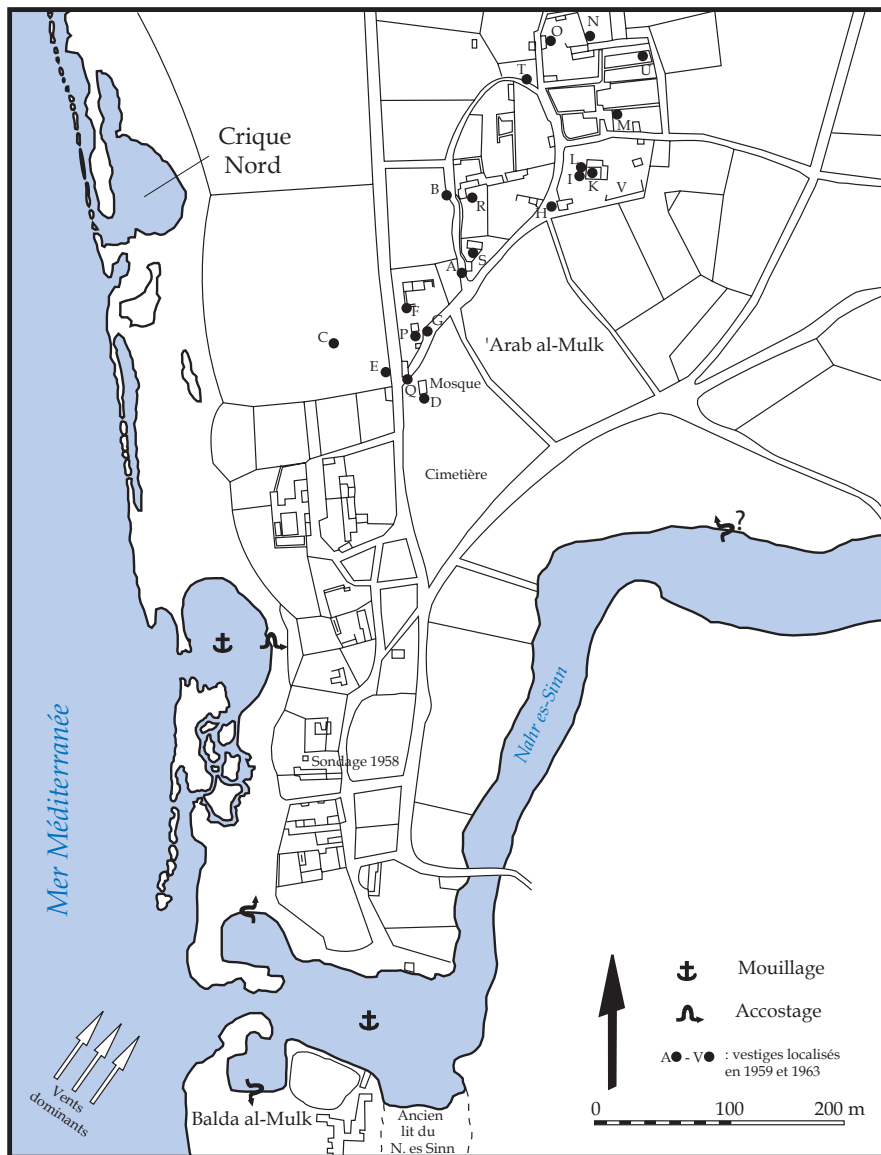 O
N
T
U
Crique
Nord
M
L
I
K
V
B
R
H
S
A
F
'Arab al-Mulk
C
P
G
E
Mosque
Q
D
Cimetière
?
Nahr es-Sinn
Mer Méditerranée
Sondage 1958
Mouillage
Accostage
A - V : vestiges localisés
en 1959 et 1963
Vents
dominants
Balda al-Mulk
Ancien
lit du
N. es Sinn
0 100 200 m